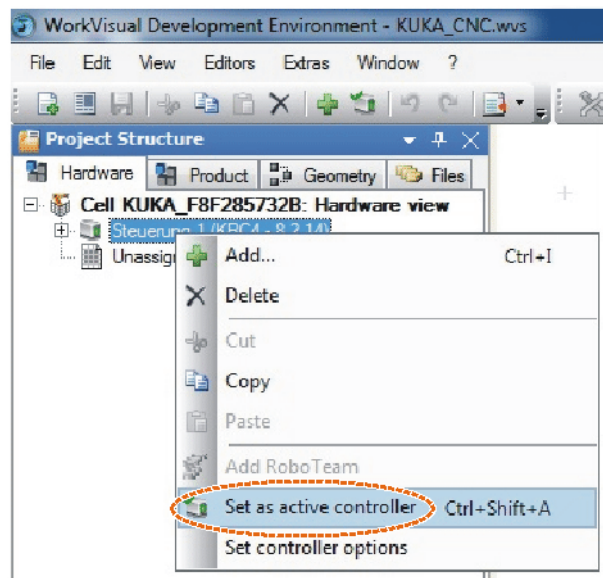 WorkVisual Development Environment - KUKA_CNC.wvs
File Edit View Editors Extras Window ?
Project Structure
Hardware Product Geometry Files
Cell KUKA_F8F285732B: Hardware view
Steuerung 1 (KRC4 - 8.2.14)
Unassig
Add... Ctrl+I
Delete
Cut
Copy
Paste
Add RoboTeam
Set as active controller Ctrl+Shift+A
Set controller options